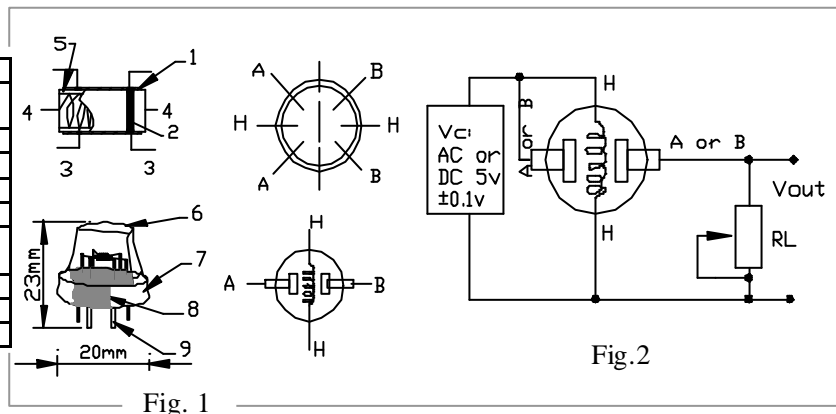 5
1
4
4
2
3
3
A
B
H
H
A
B
6
7
8
9
23mm
20mm
H
A
B
H
Fig. 1
H
Vc:
AC or
DC 5v
±0.1v
A or B
A or B
Vout
RL
H
Fig.2